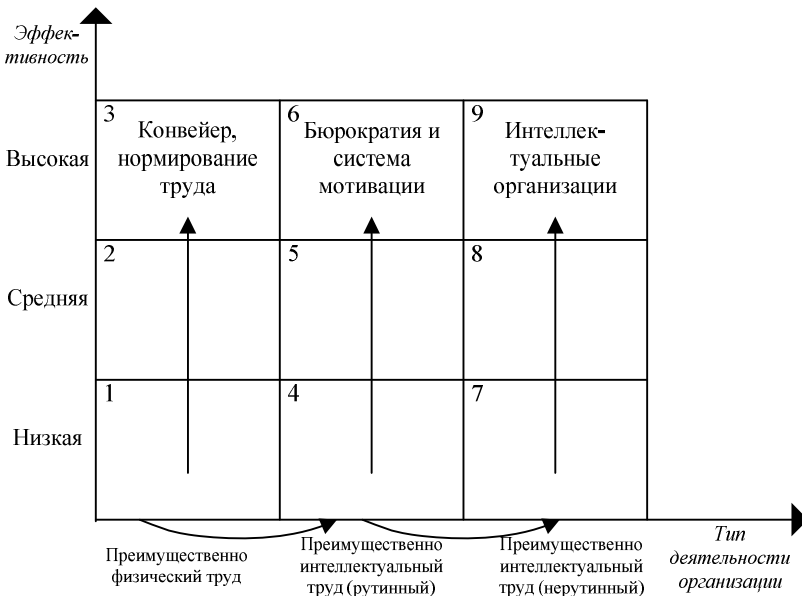 Эффек-
тивность
3
Конвейер,
нормирование
труда
6
Бюрократия и
система
мотивации
9
Интеллек-
туальные
организации
Высокая
2
5
8
Средняя
1
4
7
Низкая
Преимущественно
физический труд
Преимущественно
интеллектуальный
труд (рутинный)
Преимущественно
интеллектуальный
труд (нерутинный)
Тип
деятельности
организации